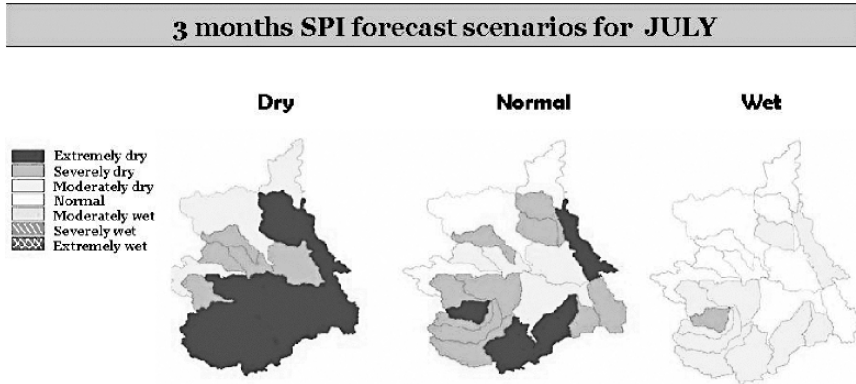 3 months SPI forecast scenarios for JULY
Dry
Normal
Wet
Extremely dry
Severely dry
Moderately dry
Normal
Moderately wet
Severely wet
Extremely wet